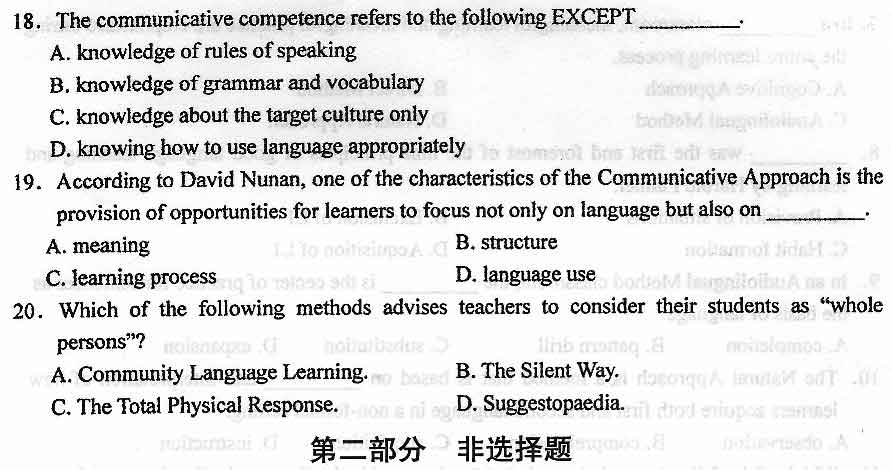 18. The communicative competence refers to the following EXCEPT__________.
A. knowledge of rules of speaking
B. knowledge of grammar and vocabulary
C. knowledge about the target culture only
D. knowing how to use language appropriately
19. According to David Nunan, one of the characteristics of the Communicative Approach is the
provision of opportunities for learners to focus not only on language but also on__________.
A. meaning B. structure
C. learning process D. language use
20. Which of the following methods advises teachers to consider their students as “whole
persons”?
A. Community Language Learning. B. The Silent Way.
C. The Total Physical Response. D. Suggestopaedia.
第二部分 非选择题